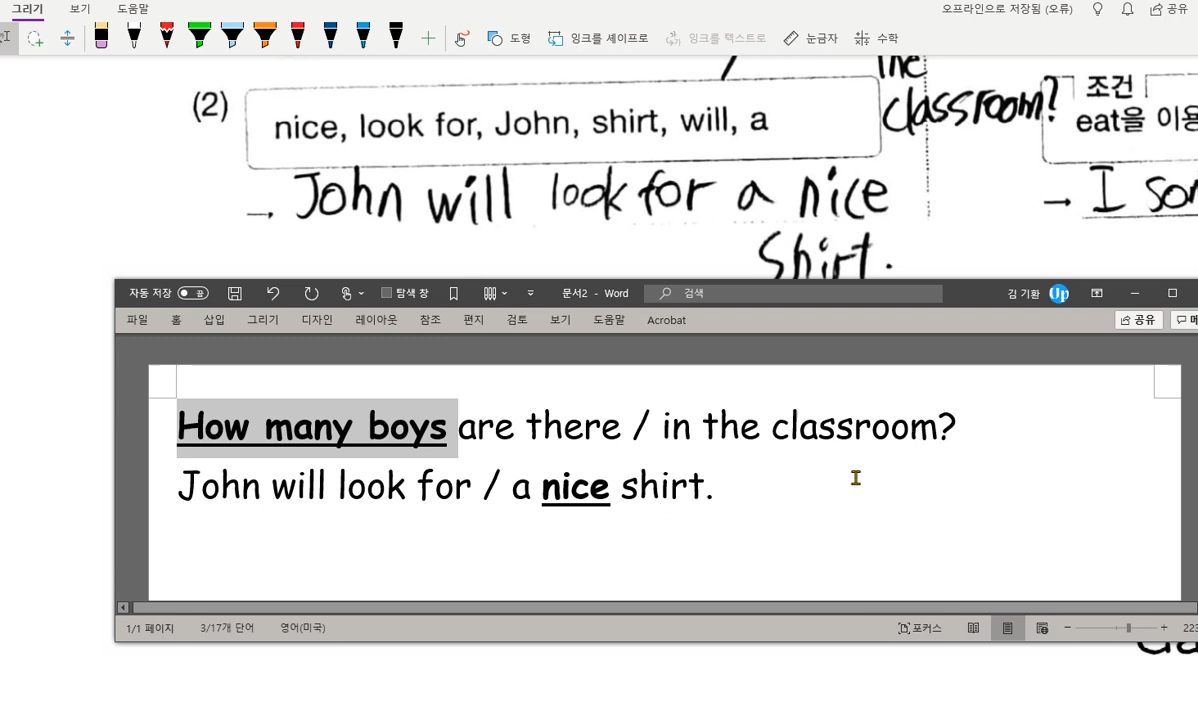 그리기 보기 도움말 오프라인으로 저장됨 (오류) 공유
도형 잉크를 셰이프로 잉크를 텍스트로 눈금자 수학
the
classroom?
(2) nice, look for, John, shirt, will, a
조건
eat을
→ John will look for a nice
shirt.
→ I
자동 저장 끔 탐색 창 문서2 - Word 검색 김 기환 Up
파일 홈 삽입 그리기 디자인 레이아웃 참조 편지 검토 보기 도움말 Acrobat 공유
How many boys are there / in the classroom?
John will look for / a nice shirt.
1/1 페이지 3/17개 단어 영어(미국) 포커스 223